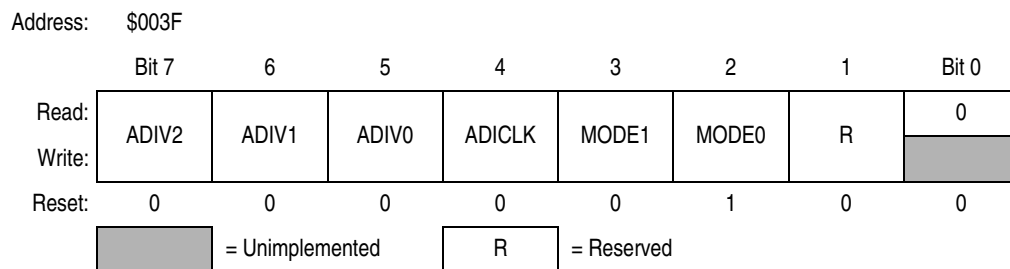 Address: $003F
Bit 7 6 5 4 3 2 1 Bit 0
Read: ADIV2 ADIV1 ADIV0 ADICLK MODE1 MODE0 R 0
Write:
Reset: 0 0 0 0 0 1 0 0
= Unimplemented R = Reserved